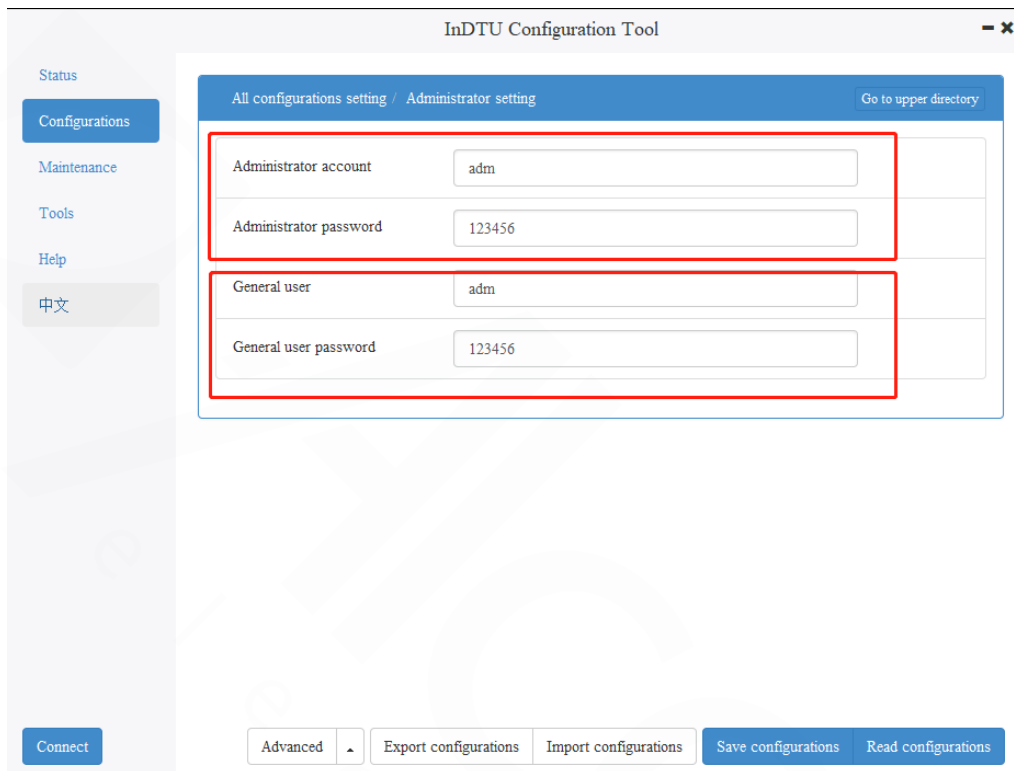 InDTU Configuration Tool
Status
Configurations
Maintenance
Tools
Help
中文
All configurations setting / Administrator setting
Go to upper directory
Administrator account adm
Administrator password 123456
General user adm
General user password 123456
Connect
Advanced
Export configurations
Import configurations
Save configurations
Read configurations